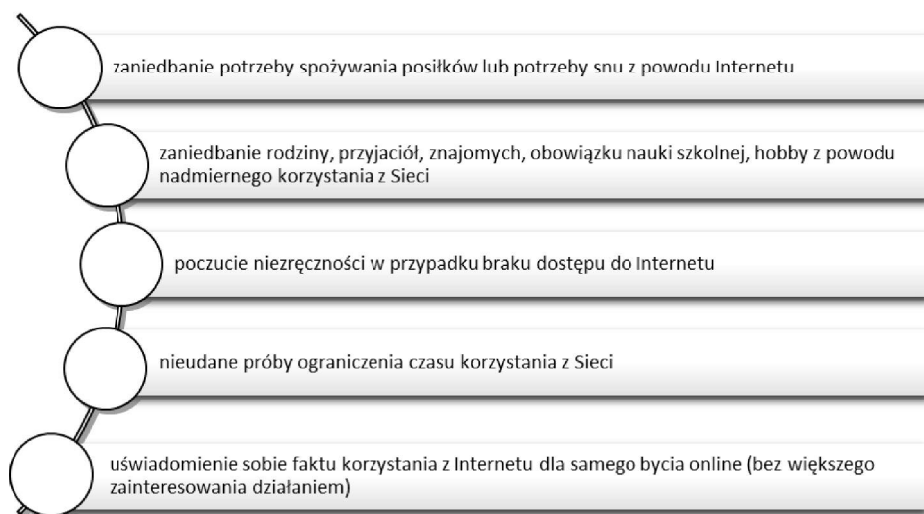 zaniedbanie potrzeby spożywania posiłków lub potrzeby snu z powodu Internetu
zaniedbanie rodziny, przyjaciół, znajomych, obowiązku nauki szkolnej, hobby z powodu
nadmiernego korzystania z Sieci
poczucie niezręczności w przypadku braku dostępu do Internetu
nieudane próby ograniczenia czasu korzystania z Sieci
uświadomienie sobie faktu korzystania z Internetu dla samego bycia online (bez większego
zainteresowania działaniem)